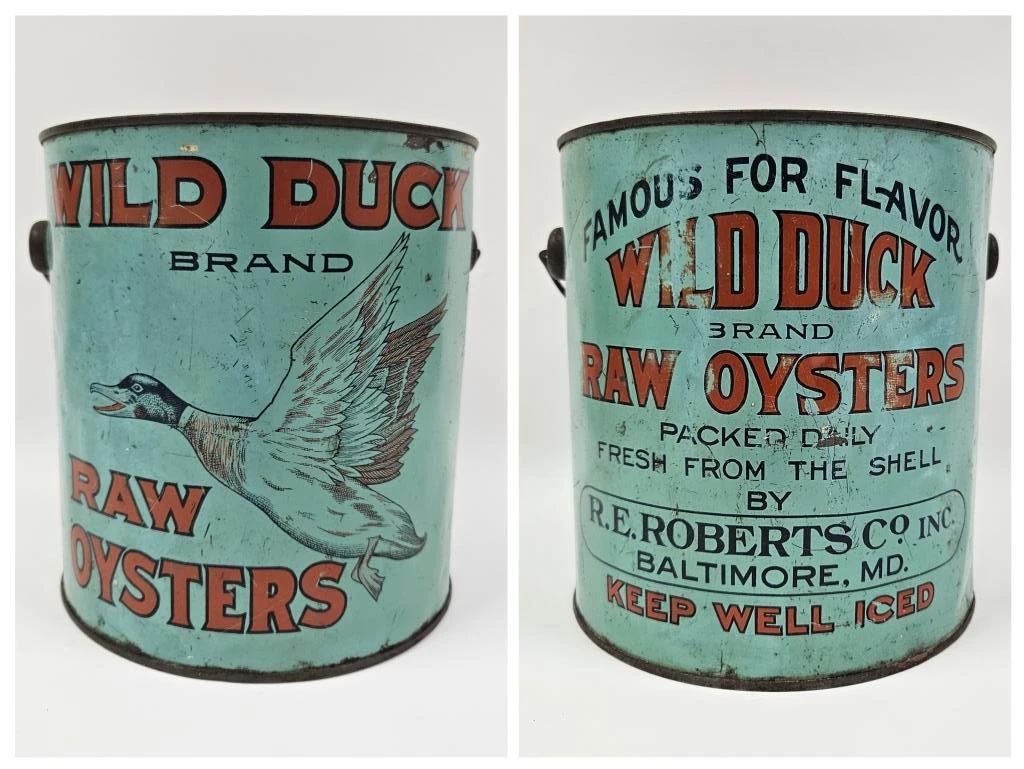 WILD DUCK
BRAND
RAW
OYSTERS
FAMOUS FOR FLAVOR
WILD DUCK
BRAND
RAW OYSTERS
PACKED DAILY
FRESH FROM THE SHELL
BY
R.E. ROBERTS Co INC.
BALTIMORE, MD.
KEEP WELL ICED